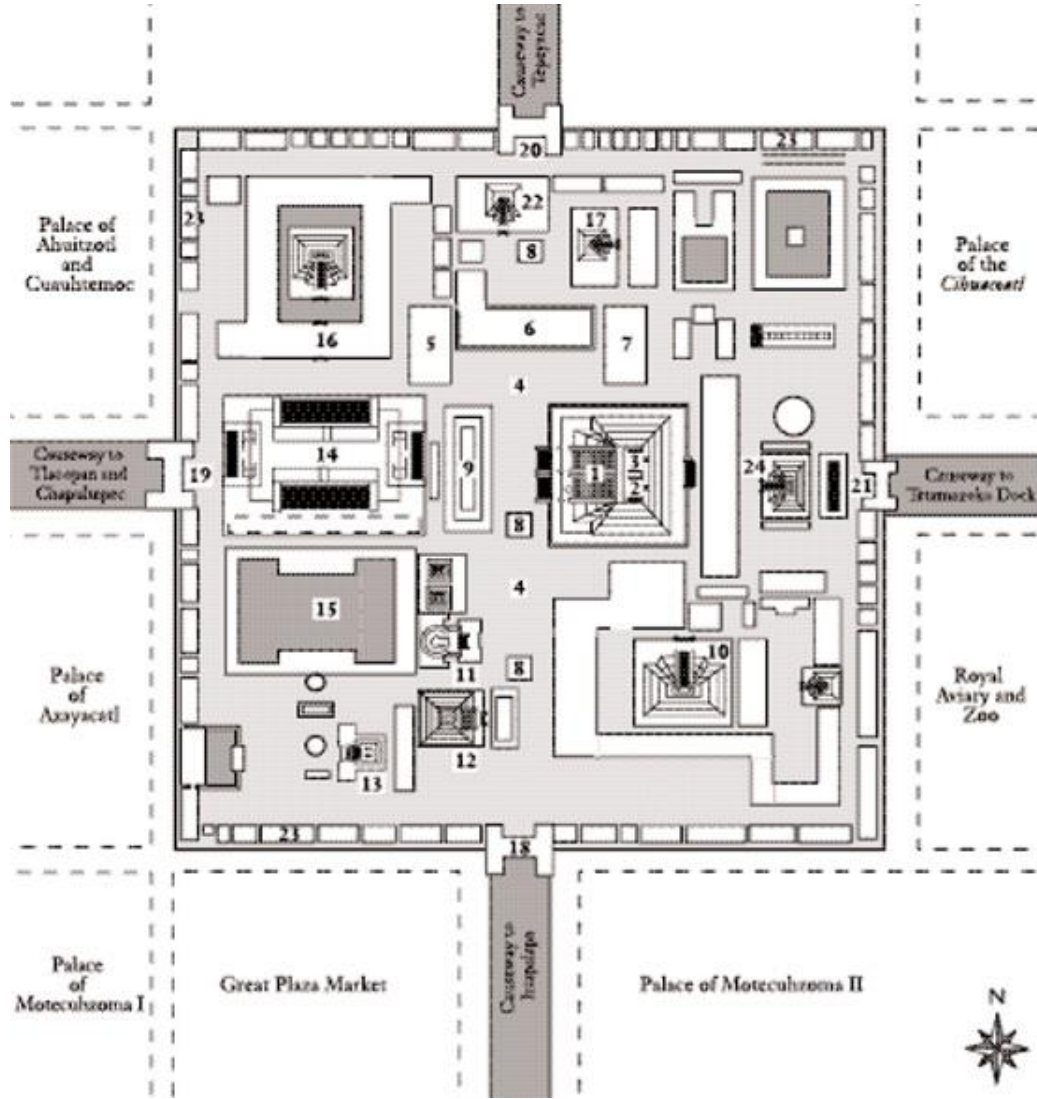 Causeway to
Tepeyacac
20
23
Palace of
Ahuitzotl
and
Cuauhtemoc
23
22
17
8
Palace
of the
Cihuacoatl
16
5
6
7
4
Causeway to
Tlacopan and
Chapultepec
19
14
9
1
3
2
24
21
Causeway to
Tetamazolco Dock
8
15
4
Palace
of
Axayacatl
11
8
10
Royal
Aviary and
Zoo
12
13
23
18
Palace
of
Motecuhzoma I
Great Plaza Market
Causeway to
Iztapalapa
Palace of Motecuhzoma II
N